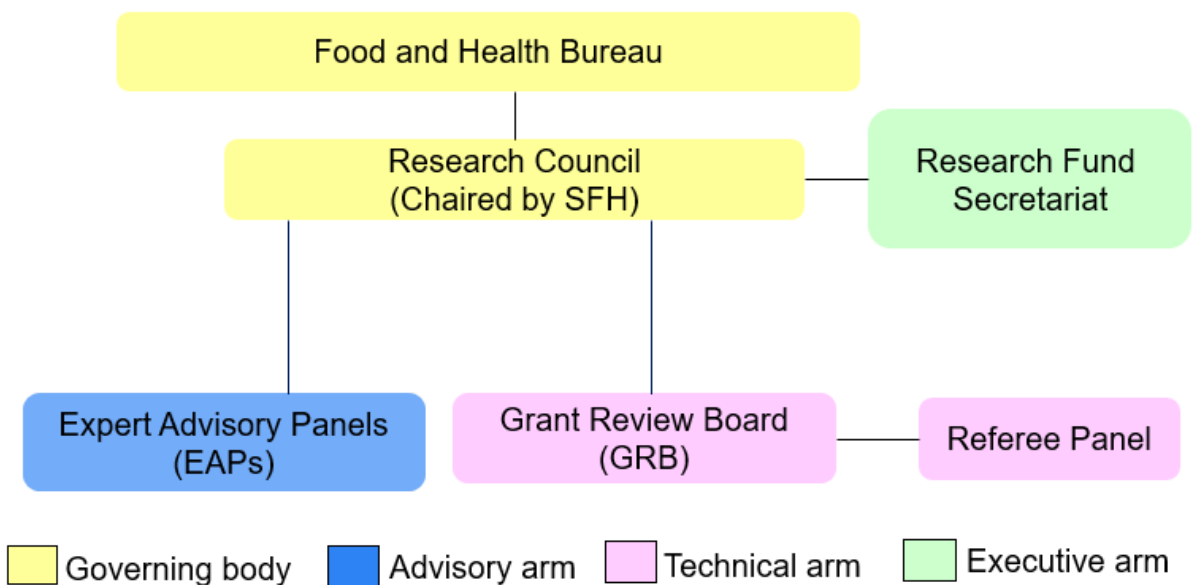 Food and Health Bureau
Research Council
(Chaired by SFH)
Research Fund
Secretariat
Expert Advisory Panels
(EAPs)
Grant Review Board
(GRB)
Referee Panel
Governing body
Advisory arm
Technical arm
Executive arm